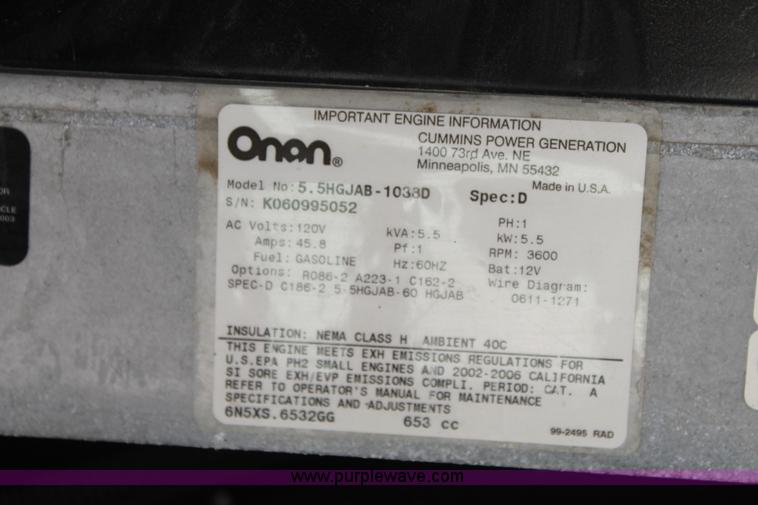 IMPORTANT ENGINE INFORMATION
Onan®
CUMMINS POWER GENERATION
1400 73rd Ave. NE
Minneapolis, MN 55432
Made in U.S.A.
Model No:5.5HGJAB-1038D Spec:D
S/N: K060995052
AC Volts:120V kVA:5.5 PH:1
Amps:45.8 Pf:1 kW:5.5
Fuel:GASOLINE Hz:60HZ RPM: 3600
Bat:12V
Options: R086-2 A223-1 C162-2 Wire Diagram:
SPEC-D C186-2 5-5HGJAB-60 HGJAB 0611-1271
INSULATION: NEMA CLASS H AMBIENT 40C
THIS ENGINE MEETS EXH EMISSIONS REGULATIONS FOR
U.S.EPA PH2 SMALL ENGINES AND 2002-2006 CALIFORNIA
SI SORE EXH/EVP EMISSIONS COMPLI. PERIOD: CAT. A
REFER TO OPERATOR'S MANUAL FOR MAINTENANCE
SPECIFICATIONS AND ADJUSTMENTS
6N5XS.6532GG 653 cc
99-2495 RAD
OR
CLE
003
www.purplewave.com